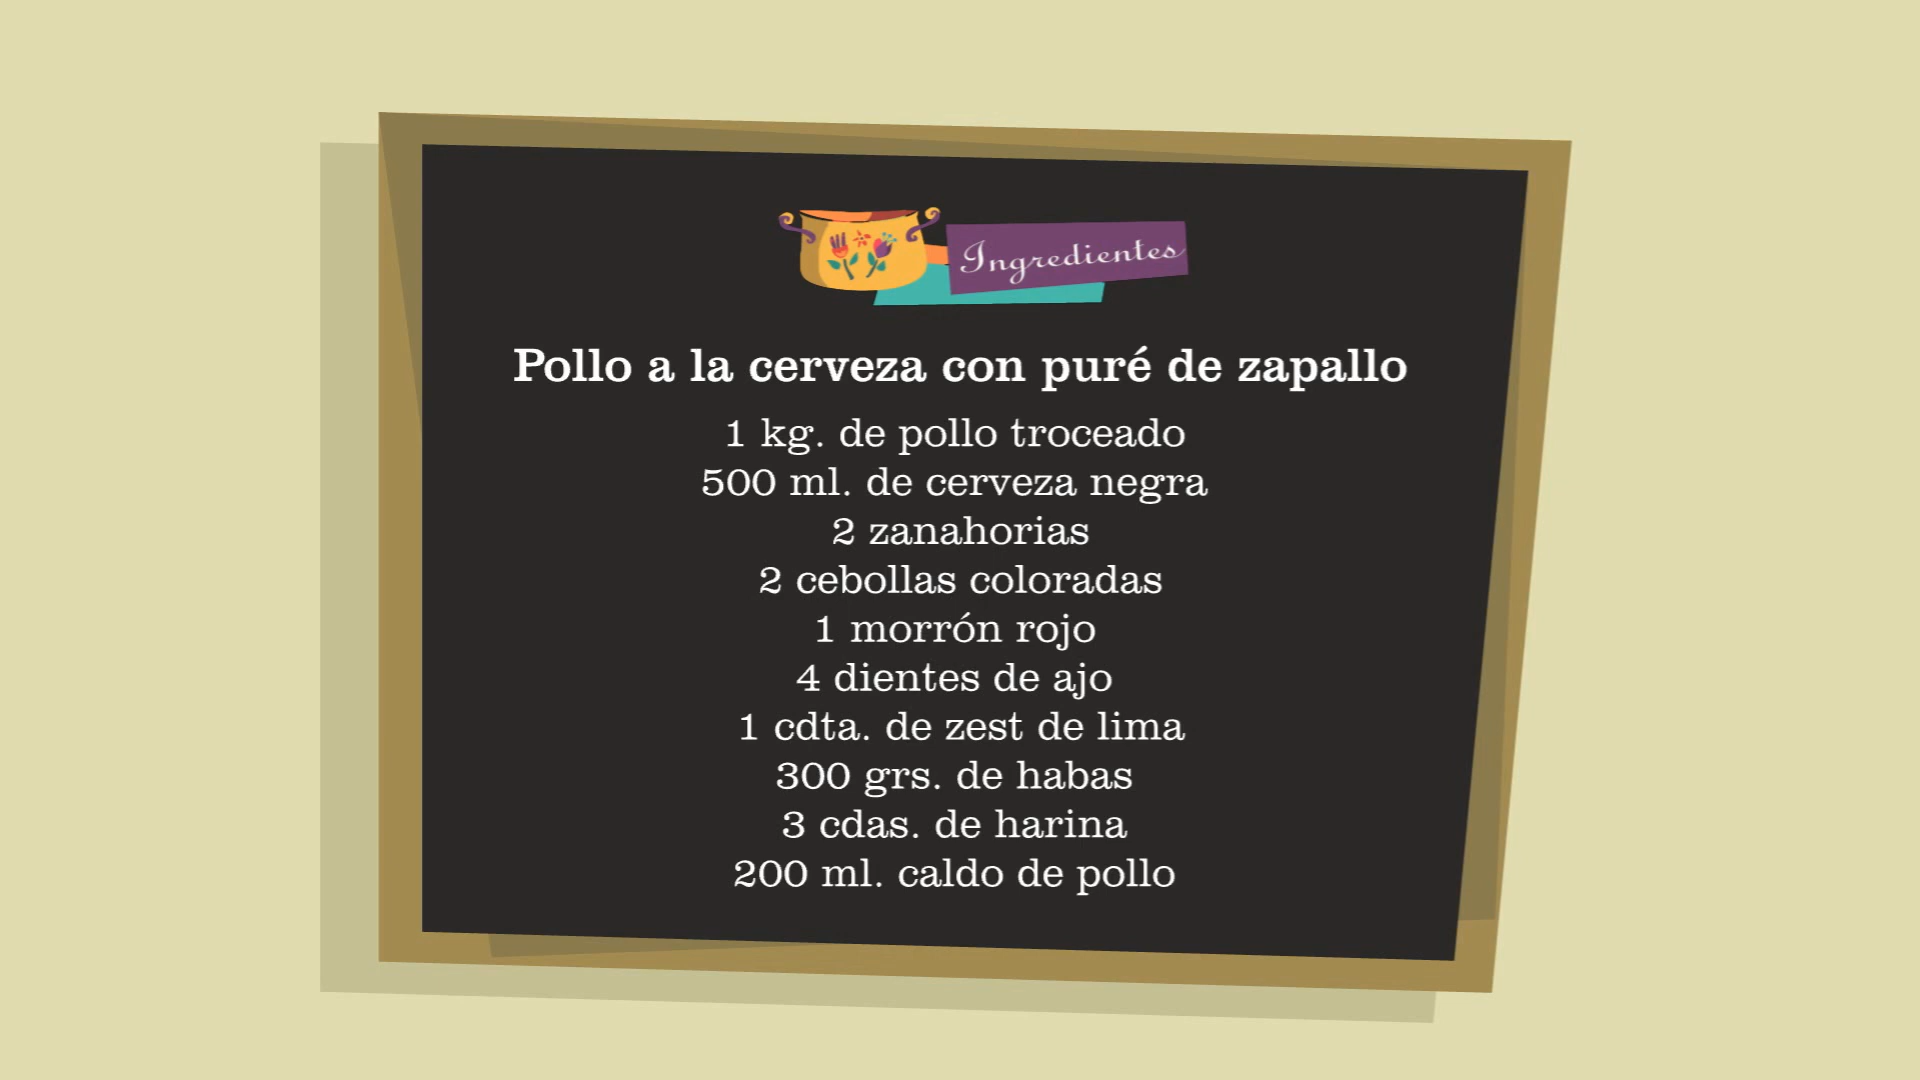 Ingredientes
Pollo a la cerveza con puré de zapallo
1 kg. de pollo troceado
500 ml. de cerveza negra
2 zanahorias
2 cebollas coloradas
1 morrón rojo
4 dientes de ajo
1 cdta. de zest de lima
300 grs. de habas
3 cdas. de harina
200 ml. caldo de pollo